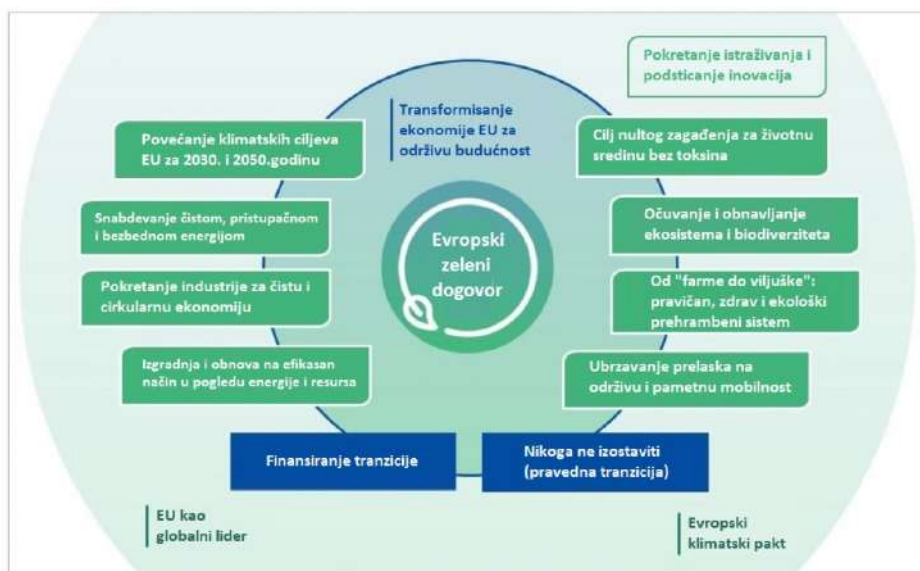 Pokretanje istraživanja i
podsticanje inovacija
Transformisanje
ekonomije EU za
održivu budućnost
Povećanje klimatskih ciljeva
EU za 2030. i 2050.godinu
Cilj nultog zagađenja za životnu
sredinu bez toksina
Snabdevanje čistom, pristupačnom
i bezbednom energijom
Očuvanje i obnavljanje
ekosistema i biodiverziteta
Evropski
zeleni
dogovor
Pokretanje industrije za čistu i
cirkularnu ekonomiju
Od "farme do viljuške":
pravičan, zdrav i ekološki
prehrambeni sistem
Izgradnja i obnova na efikasan
način u pogledu energije i resursa
Ubrzavanje prelaska na
održivu i pametnu mobilnost
Finansiranje tranzicije
Nikoga ne izostaviti
(pravedna tranzicija)
EU kao
globalni lider
Evropski
klimatski pakt